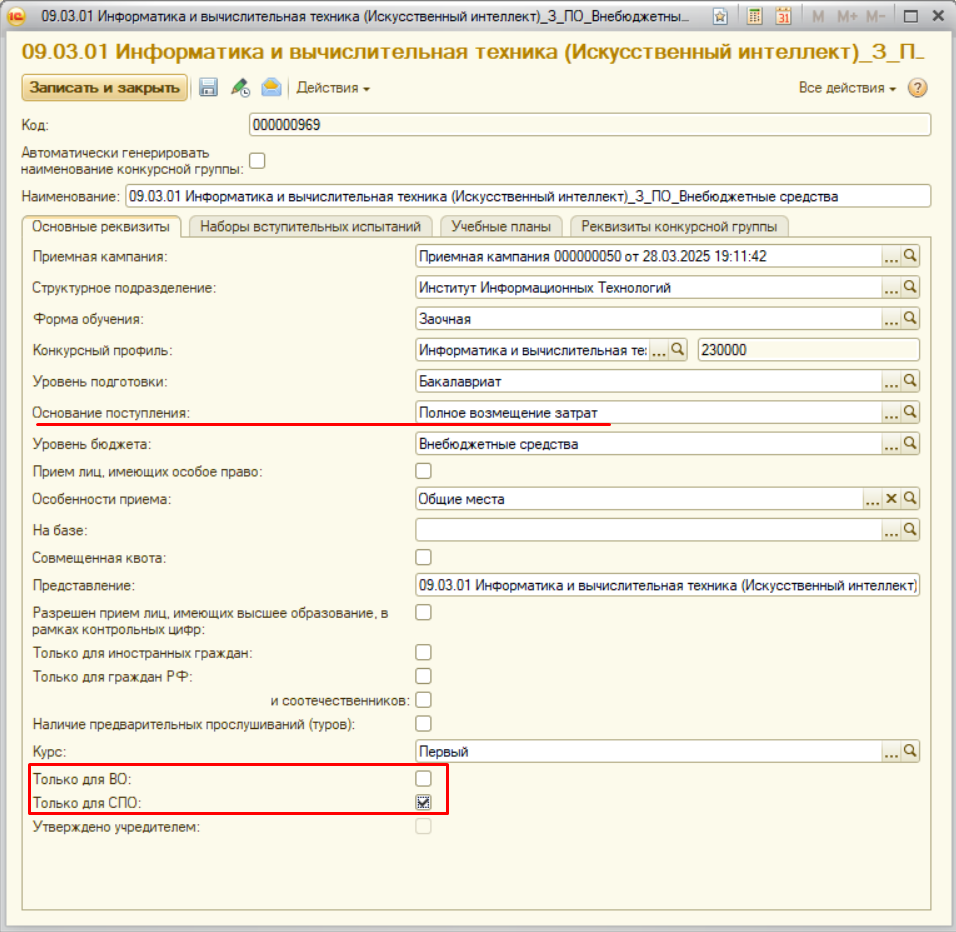 09.03.01 Информатика и вычислительная техника (Искусственный интеллект)_З_ПО_Внебюджетны...
31 M M+ M-
09.03.01 Информатика и вычислительная техника (Искусственный интеллект)_З_П...
Записать и закрыть Действия Все действия ?
Код: 000000969
Автоматически генерировать
наименование конкурсной группы:
Наименование: 09.03.01 Информатика и вычислительная техника (Искусственный интеллект)_З_ПО_Внебюджетные средства
Основные реквизиты Наборы вступительных испытаний Учебные планы Реквизиты конкурсной группы
Приемная кампания: Приемная кампания 000000050 от 28.03.2025 19:11:42 ...
Структурное подразделение: Институт Информационных Технологий ...
Форма обучения: Заочная ...
Конкурсный профиль: Информатика и вычислительная те: ... 230000
Уровень подготовки: Бакалавриат ...
Основание поступления: Полное возмещение затрат ...
Уровень бюджета: Внебюджетные средства ...
Прием лиц, имеющих особое право:
Особенности приема: Общие места ...
На базе: ...
Совмещенная квота:
Представление: 09.03.01 Информатика и вычислительная техника (Искусственный интеллект)
Разрешен прием лиц, имеющих высшее образование, в
рамках контрольных цифр:
Только для иностранных граждан:
Только для граждан РФ:
и соотечественников:
Наличие предварительных прослушиваний (туров):
Курс: Первый ...
Только для ВО:
Только для СПО:
Утверждено учредителем: